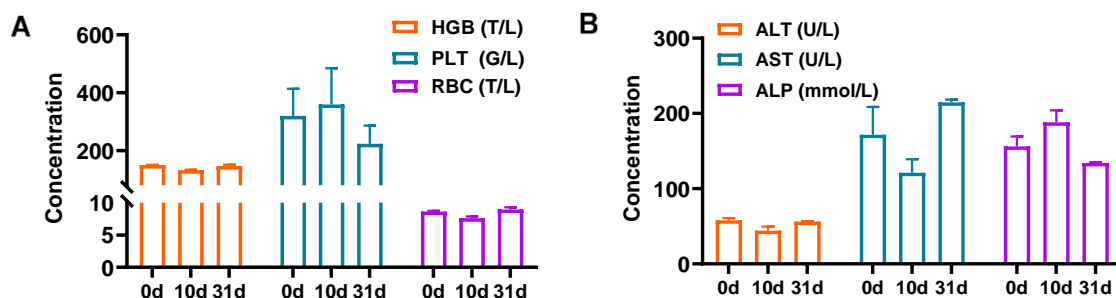 A
HGB (T/L)
PLT (G/L)
RBC (T/L)
Concentration
600
400
200
10
5
0
0d 10d 31d 0d 10d 31d 0d 10d 31d
B
ALT (U/L)
AST (U/L)
ALP (mmol/L)
Concentration
300
200
100
0
0d 10d 31d 0d 10d 31d 0d 10d 31d